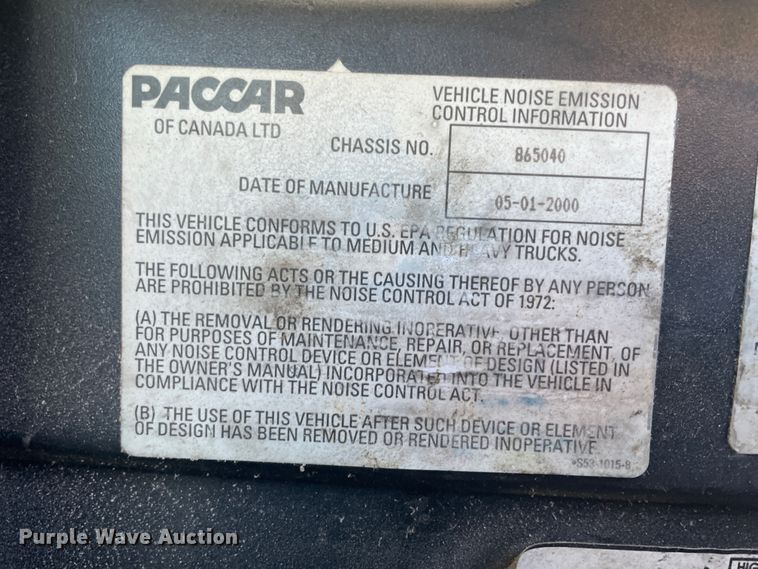 PACCAR
OF CANADA LTD
VEHICLE NOISE EMISSION
CONTROL INFORMATION
CHASSIS NO. 865040
DATE OF MANUFACTURE 05-01-2000
THIS VEHICLE CONFORMS TO U.S. EPA REGULATION FOR NOISE
EMISSION APPLICABLE TO MEDIUM AND HEAVY TRUCKS.
THE FOLLOWING ACTS OR THE CAUSING THEREOF BY ANY PERSON
ARE PROHIBITED BY THE NOISE CONTROL ACT OF 1972:
(A) THE REMOVAL OR RENDERING INOPERATIVE, OTHER THAN
FOR PURPOSES OF MAINTENANCE, REPAIR, OR REPLACEMENT, OF
ANY NOISE CONTROL DEVICE OR ELEMENT OF DESIGN (LISTED IN
THE OWNER'S MANUAL) INCORPORATED INTO THE VEHICLE IN
COMPLIANCE WITH THE NOISE CONTROL ACT.
(B) THE USE OF THIS VEHICLE AFTER SUCH DEVICE OR ELEMENT
OF DESIGN HAS BEEN REMOVED OR RENDERED INOPERATIVE
S53-1015-8
HIG
Purple Wave Auction